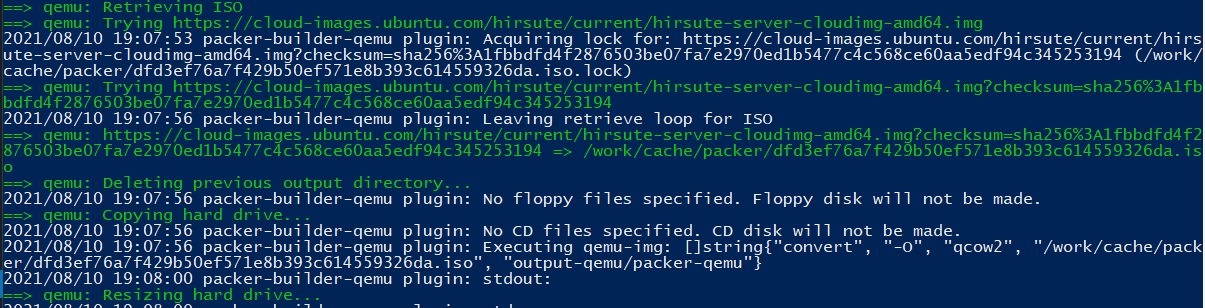 ==> qemu: Retrieving ISO
==> qemu: Trying https://cloud-images.ubuntu.com/hirsute/current/hirsute-server-cloudimg-amd64.img
2021/08/10 19:07:53 packer-builder-qemu plugin: Acquiring lock for: https://cloud-images.ubuntu.com/hirsute/current/hirs
ute-server-cloudimg-amd64.img?checksum=sha256%3A1fbbdfd4f2876503be07fa7e2970ed1b5477c4c568ce60aa5edf94c345253194 (/work/
cache/packer/dfd3ef76a7f429b50ef571e8b393c614559326da.iso.lock)
==> qemu: Trying https://cloud-images.ubuntu.com/hirsute/current/hirsute-server-cloudimg-amd64.img?checksum=sha256%3A1fb
bdfd4f2876503be07fa7e2970ed1b5477c4c568ce60aa5edf94c345253194
2021/08/10 19:07:56 packer-builder-qemu plugin: Leaving retrieve loop for ISO
==> qemu: https://cloud-images.ubuntu.com/hirsute/current/hirsute-server-cloudimg-amd64.img?checksum=sha256%3A1fbbdfd4f2
876503be07fa7e2970ed1b5477c4c568ce60aa5edf94c345253194 => /work/cache/packer/dfd3ef76a7f429b50ef571e8b393c614559326da.is
o
==> qemu: Deleting previous output directory...
2021/08/10 19:07:56 packer-builder-qemu plugin: No floppy files specified. Floppy disk will not be made.
==> qemu: Copying hard drive...
2021/08/10 19:07:56 packer-builder-qemu plugin: No CD files specified. CD disk will not be made.
2021/08/10 19:07:56 packer-builder-qemu plugin: Executing qemu-img: []string{"convert", "-O", "qcow2", "/work/cache/pack
er/dfd3ef76a7f429b50ef571e8b393c614559326da.iso", "output-qemu/packer-qemu"}
2021/08/10 19:08:00 packer-builder-qemu plugin: stdout:
==> qemu: Resizing hard drive...